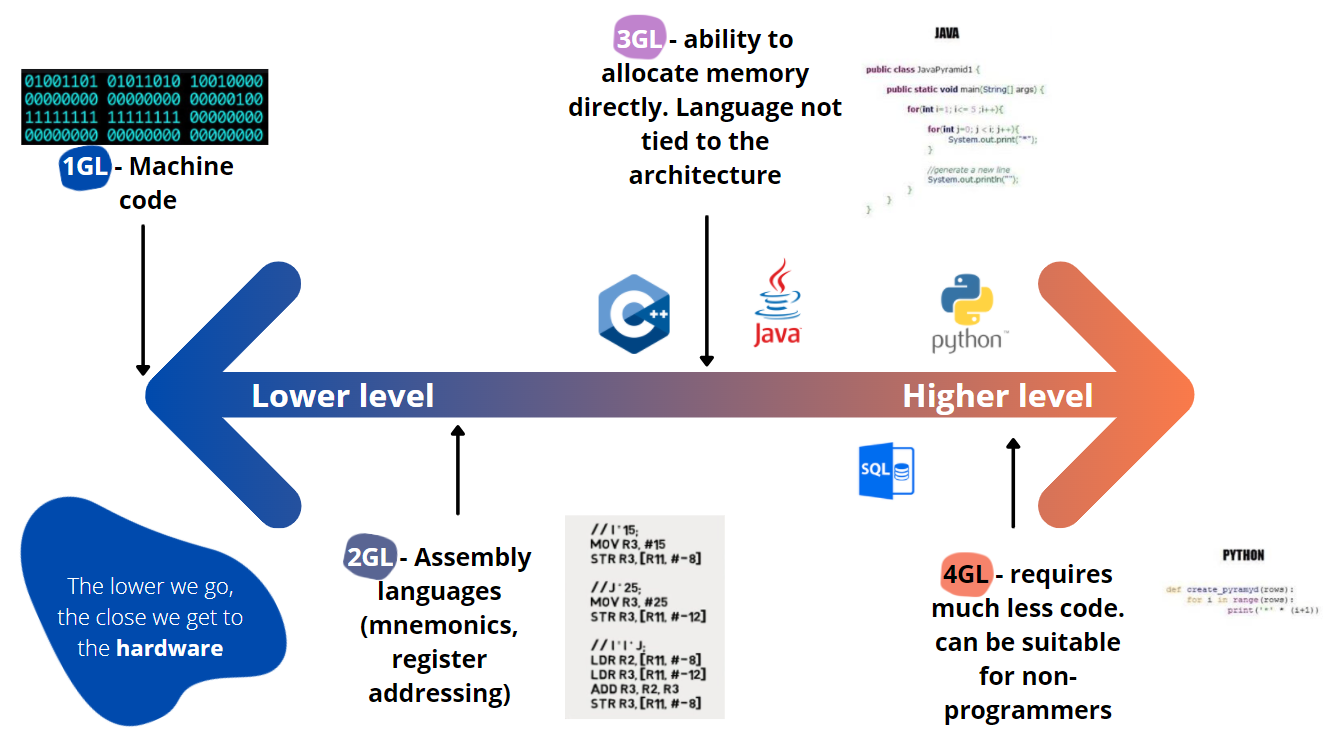 01001101 01011010 10010000
00000000 00000000 00000100
11111111 11111111 00000000
00000000 00000000 00000000
1GL - Machine
code
3GL - ability to
allocate memory
directly. Language not
tied to the
architecture
JAVA
public class JavaPyramid1 {
public static void main(String[] args) {
for(int i=1; i<= 5 ;i++){
for(int j=0; j < i; j++){
System.out.print("*");
}
//generate a new line
System.out.println("");
}
}
}
C++
Java
python™
Lower level
Higher level
SQL
The lower we go,
the close we get to
the hardware
2GL - Assembly
languages
(mnemonics,
register
addressing)
//I'15;
MOV R3, #15
STR R3, [R11, #-8]
//J'25;
MOV R3, #25
STR R3, [R11, #-12]
//I'I'J;
LDR R2, [R11, #-8]
LDR R3, [R11, #-12]
ADD R3, R2, R3
STR R3, [R11, #-8]
4GL - requires
much less code.
can be suitable
for non-
programmers
PYTHON
def create_pyramyd(rows):
for i in range(rows):
print('*' * (i+1))